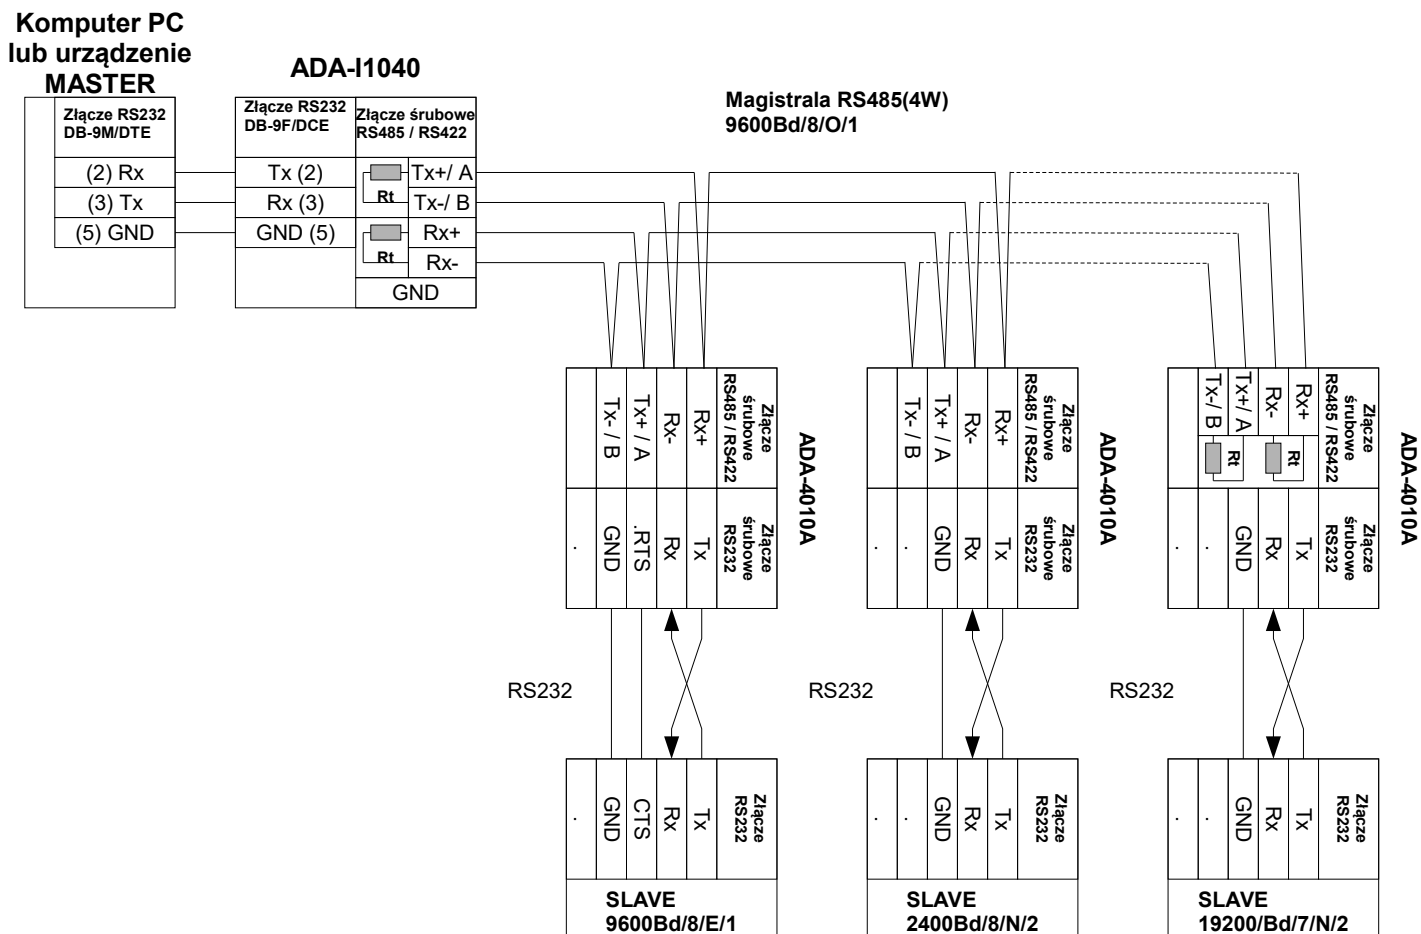 Komputer PC
lub urządzenie
MASTER
ADA-I1040
Magistrala RS485(4W)
9600Bd/8/O/1
Złącze RS232
DB-9M/DTE
(2) Rx
(3) Tx
(5) GND
Złącze RS232
DB-9F/DCE
Tx (2)
Rx (3)
GND (5)
Złącze śrubowe
RS485 / RS422
Rt
Tx+/ A
Tx-/ B
Rt
Rx+
Rx-
GND
Tx- / B
Tx+ / A
Rx-
Rx+
Złącze
śrubowe
RS485 / RS422
ADA-4010A
.
GND
.RTS
Rx
Tx
Złącze
śrubowe
RS232
Tx- / B
Tx+ / A
Rx-
Rx+
Złącze
śrubowe
RS485 / RS422
ADA-4010A
.
.
GND
Rx
Tx
Złącze
śrubowe
RS232
Tx-/ B
Tx+/ A
Rx-
Rx+
Rt
Rt
Złącze
śrubowe
RS485 / RS422
ADA-4010A
.
.
GND
Rx
Tx
Złącze
śrubowe
RS232
RS232
RS232
RS232
.
GND
CTS
Rx
Tx
Złącze
RS232
SLAVE
9600Bd/8/E/1
.
.
GND
Rx
Tx
Złącze
RS232
SLAVE
2400Bd/8/N/2
.
.
GND
Rx
Tx
Złącze
RS232
SLAVE
19200/Bd/7/N/2